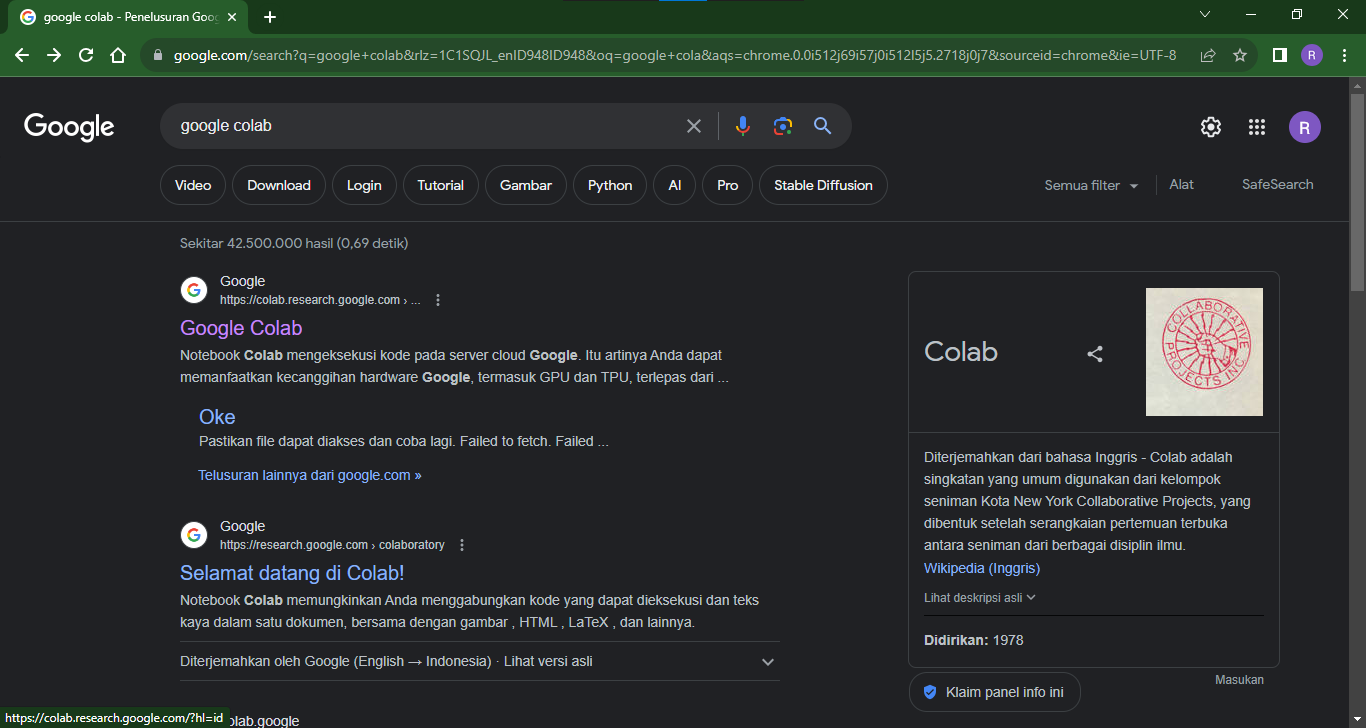 google colab - Penelusuran Goog
google.com/search?q=google+colab&rlz=1C1SQJL_enID948ID948&oq=google+cola&aqs=chrome.0.0i512j69i57j0i512l5j5.2718j0j7&sourceid=chrome&ie=UTF-8
R
Google
google colab
R
Video
Download
Login
Tutorial
Gambar
Python
AI
Pro
Stable Diffusion
Semua filter
Alat
SafeSearch
Sekitar 42.500.000 hasil (0,69 detik)
Google
https://colab.research.google.com › ...
Google Colab
Notebook Colab mengeksekusi kode pada server cloud Google. Itu artinya Anda dapat
memanfaatkan kecanggihan hardware Google, termasuk GPU dan TPU, terlepas dari ...
Oke
Pastikan file dapat diakses dan coba lagi. Failed to fetch. Failed ...
Telusuran lainnya dari google.com »
Google
https://research.google.com › colaboratory
Selamat datang di Colab!
Notebook Colab memungkinkan Anda menggabungkan kode yang dapat dieksekusi dan teks
kaya dalam satu dokumen, bersama dengan gambar , HTML , LaTeX , dan lainnya.
Diterjemahkan oleh Google (English → Indonesia) · Lihat versi asli
olab.google
https://colab.research.google.com/?hl=id
Colab
COLLABORATIVE
PROJECTS INC
Diterjemahkan dari bahasa Inggris - Colab adalah
singkatan yang umum digunakan dari kelompok
seniman Kota New York Collaborative Projects, yang
dibentuk setelah serangkaian pertemuan terbuka
antara seniman dari berbagai disiplin ilmu.
Wikipedia (Inggris)
Lihat deskripsi asli
Didirikan: 1978
Masukan
Klaim panel info ini